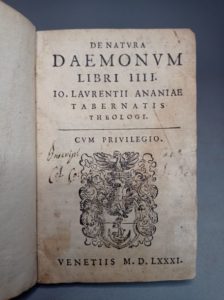 DE NATVRA
DAEMONVM
LIBRI IIII.
IO. LAVRENTII ANANIAE
TABERNATIS
THEOLOGI.
CVM PRIVILEGIO.
VENETIIS M. D. LXXXI.